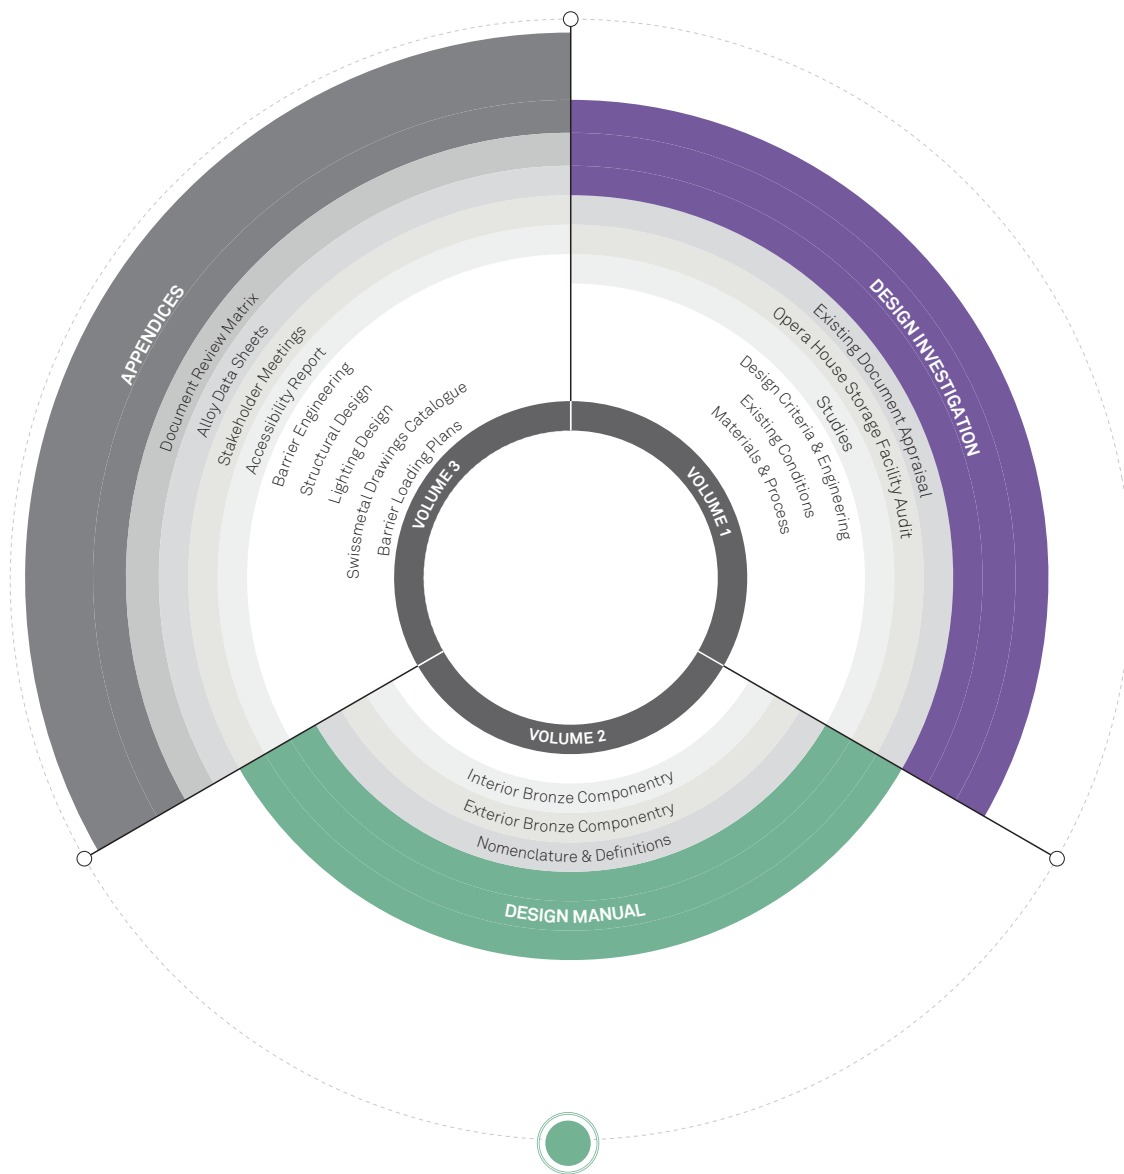 APPENDICES
Document Review Matrix
Alloy Data Sheets
Stakeholder Meetings
Accessibility Report
Barrier Engineering
Structural Design
Lighting Design
Swissmetal Drawings Catalogue
Barrier Loading Plans
VOLUME 3
DESIGN INVESTIGATION
Existing Document Appraisal
Opera House Storage Facility Audit
Studies
Design Criteria & Engineering
Existing Conditions
Materials & Process
VOLUME 1
VOLUME 2
Interior Bronze Componentry
Exterior Bronze Componentry
Nomenclature & Definitions
DESIGN MANUAL